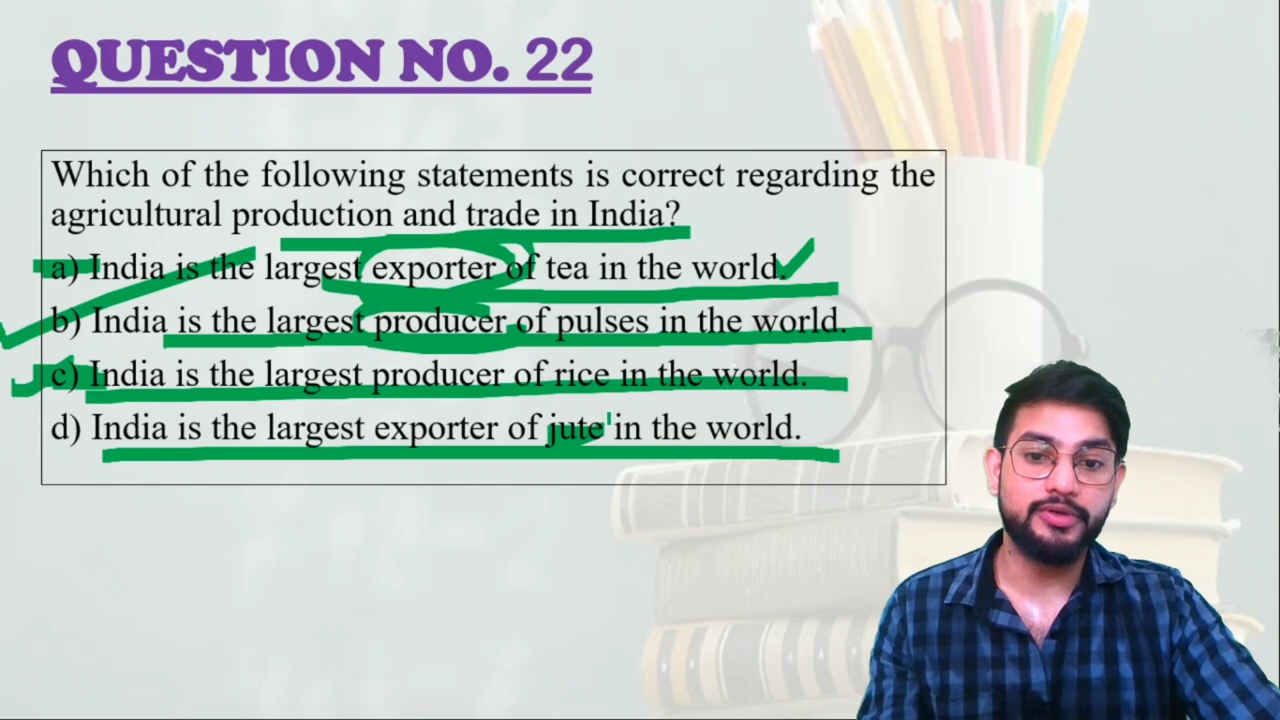 QUESTION NO. 22
Which of the following statements is correct regarding the
agricultural production and trade in India?
a) India is the largest exporter of tea in the world.
b) India is the largest producer of pulses in the world.
c) India is the largest producer of rice in the world.
d) India is the largest exporter of jute in the world.